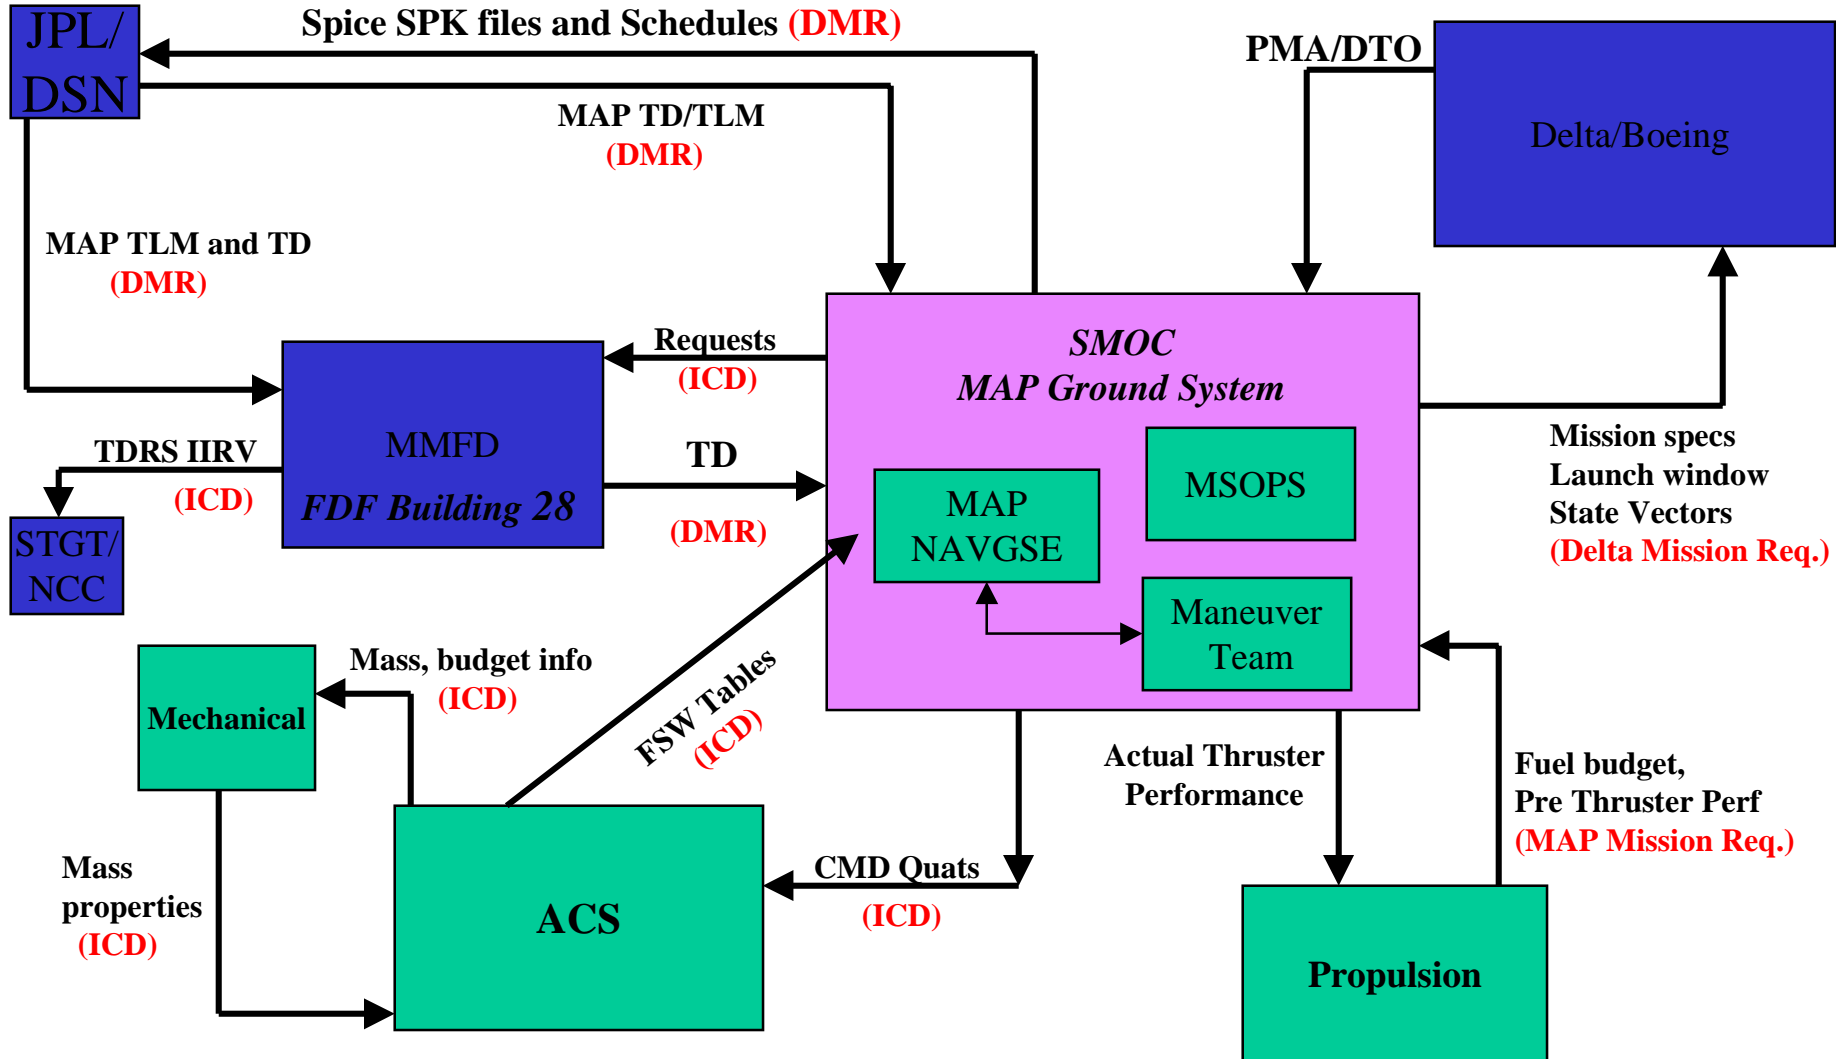 JPL/
DSN
Spice SPK files and Schedules (DMR)
PMA/DTO
Delta/Boeing
MAP TD/TLM
(DMR)
MAP TLM and TD
(DMR)
Requests
(ICD)
SMOC
MAP Ground System
MMFD
FDF Building 28
TDRS IIRV
(ICD)
TD
(DMR)
STGT/
NCC
MAP
NAVGSE
MSOPS
Maneuver
Team
Mission specs
Launch window
State Vectors
(Delta Mission Req.)
Mass, budget info
(ICD)
Mechanical
FSW Tables
(ICD)
Actual Thruster
Performance
Fuel budget,
Pre Thruster Perf
(MAP Mission Req.)
Mass
properties
(ICD)
ACS
CMD Quats
(ICD)
Propulsion